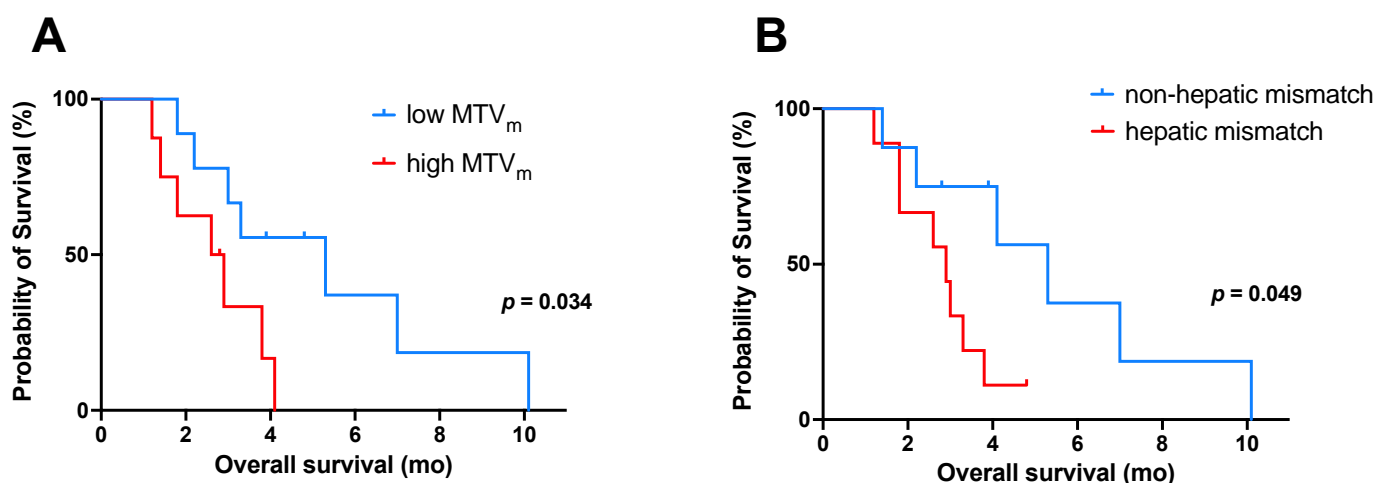 A
Probability of Survival (%)
100
50
0
low MTVm
high MTVm
p = 0.034
0 2 4 6 8 10
Overall survival (mo)
B
Probability of Survival (%)
100
50
0
non-hepatic mismatch
hepatic mismatch
p = 0.049
0 2 4 6 8 10
Overall survival (mo)